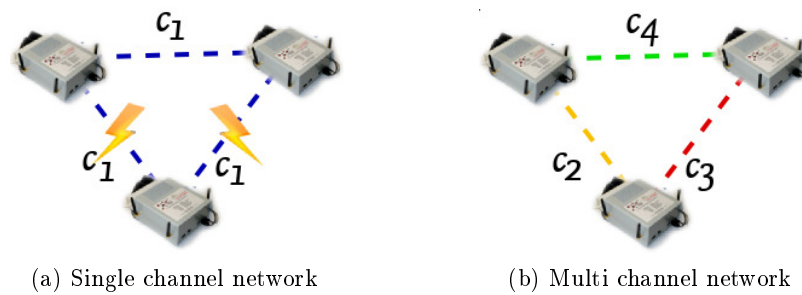 c1
c4
c1
c1
c2
c3
(a) Single channel network
(b) Multi channel network